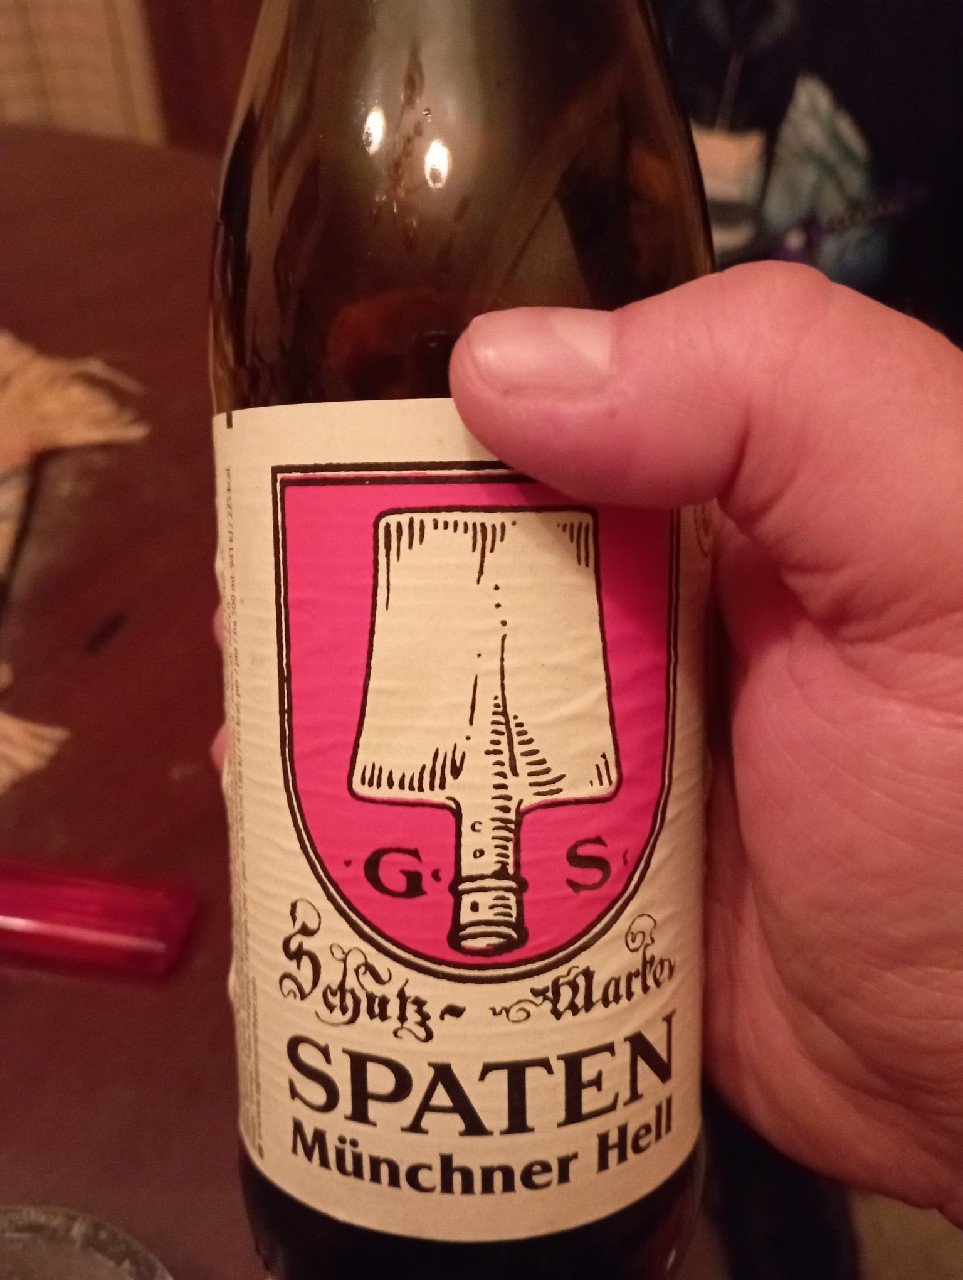 G S
Schutz-Marke
SPATEN
Münchner Hell